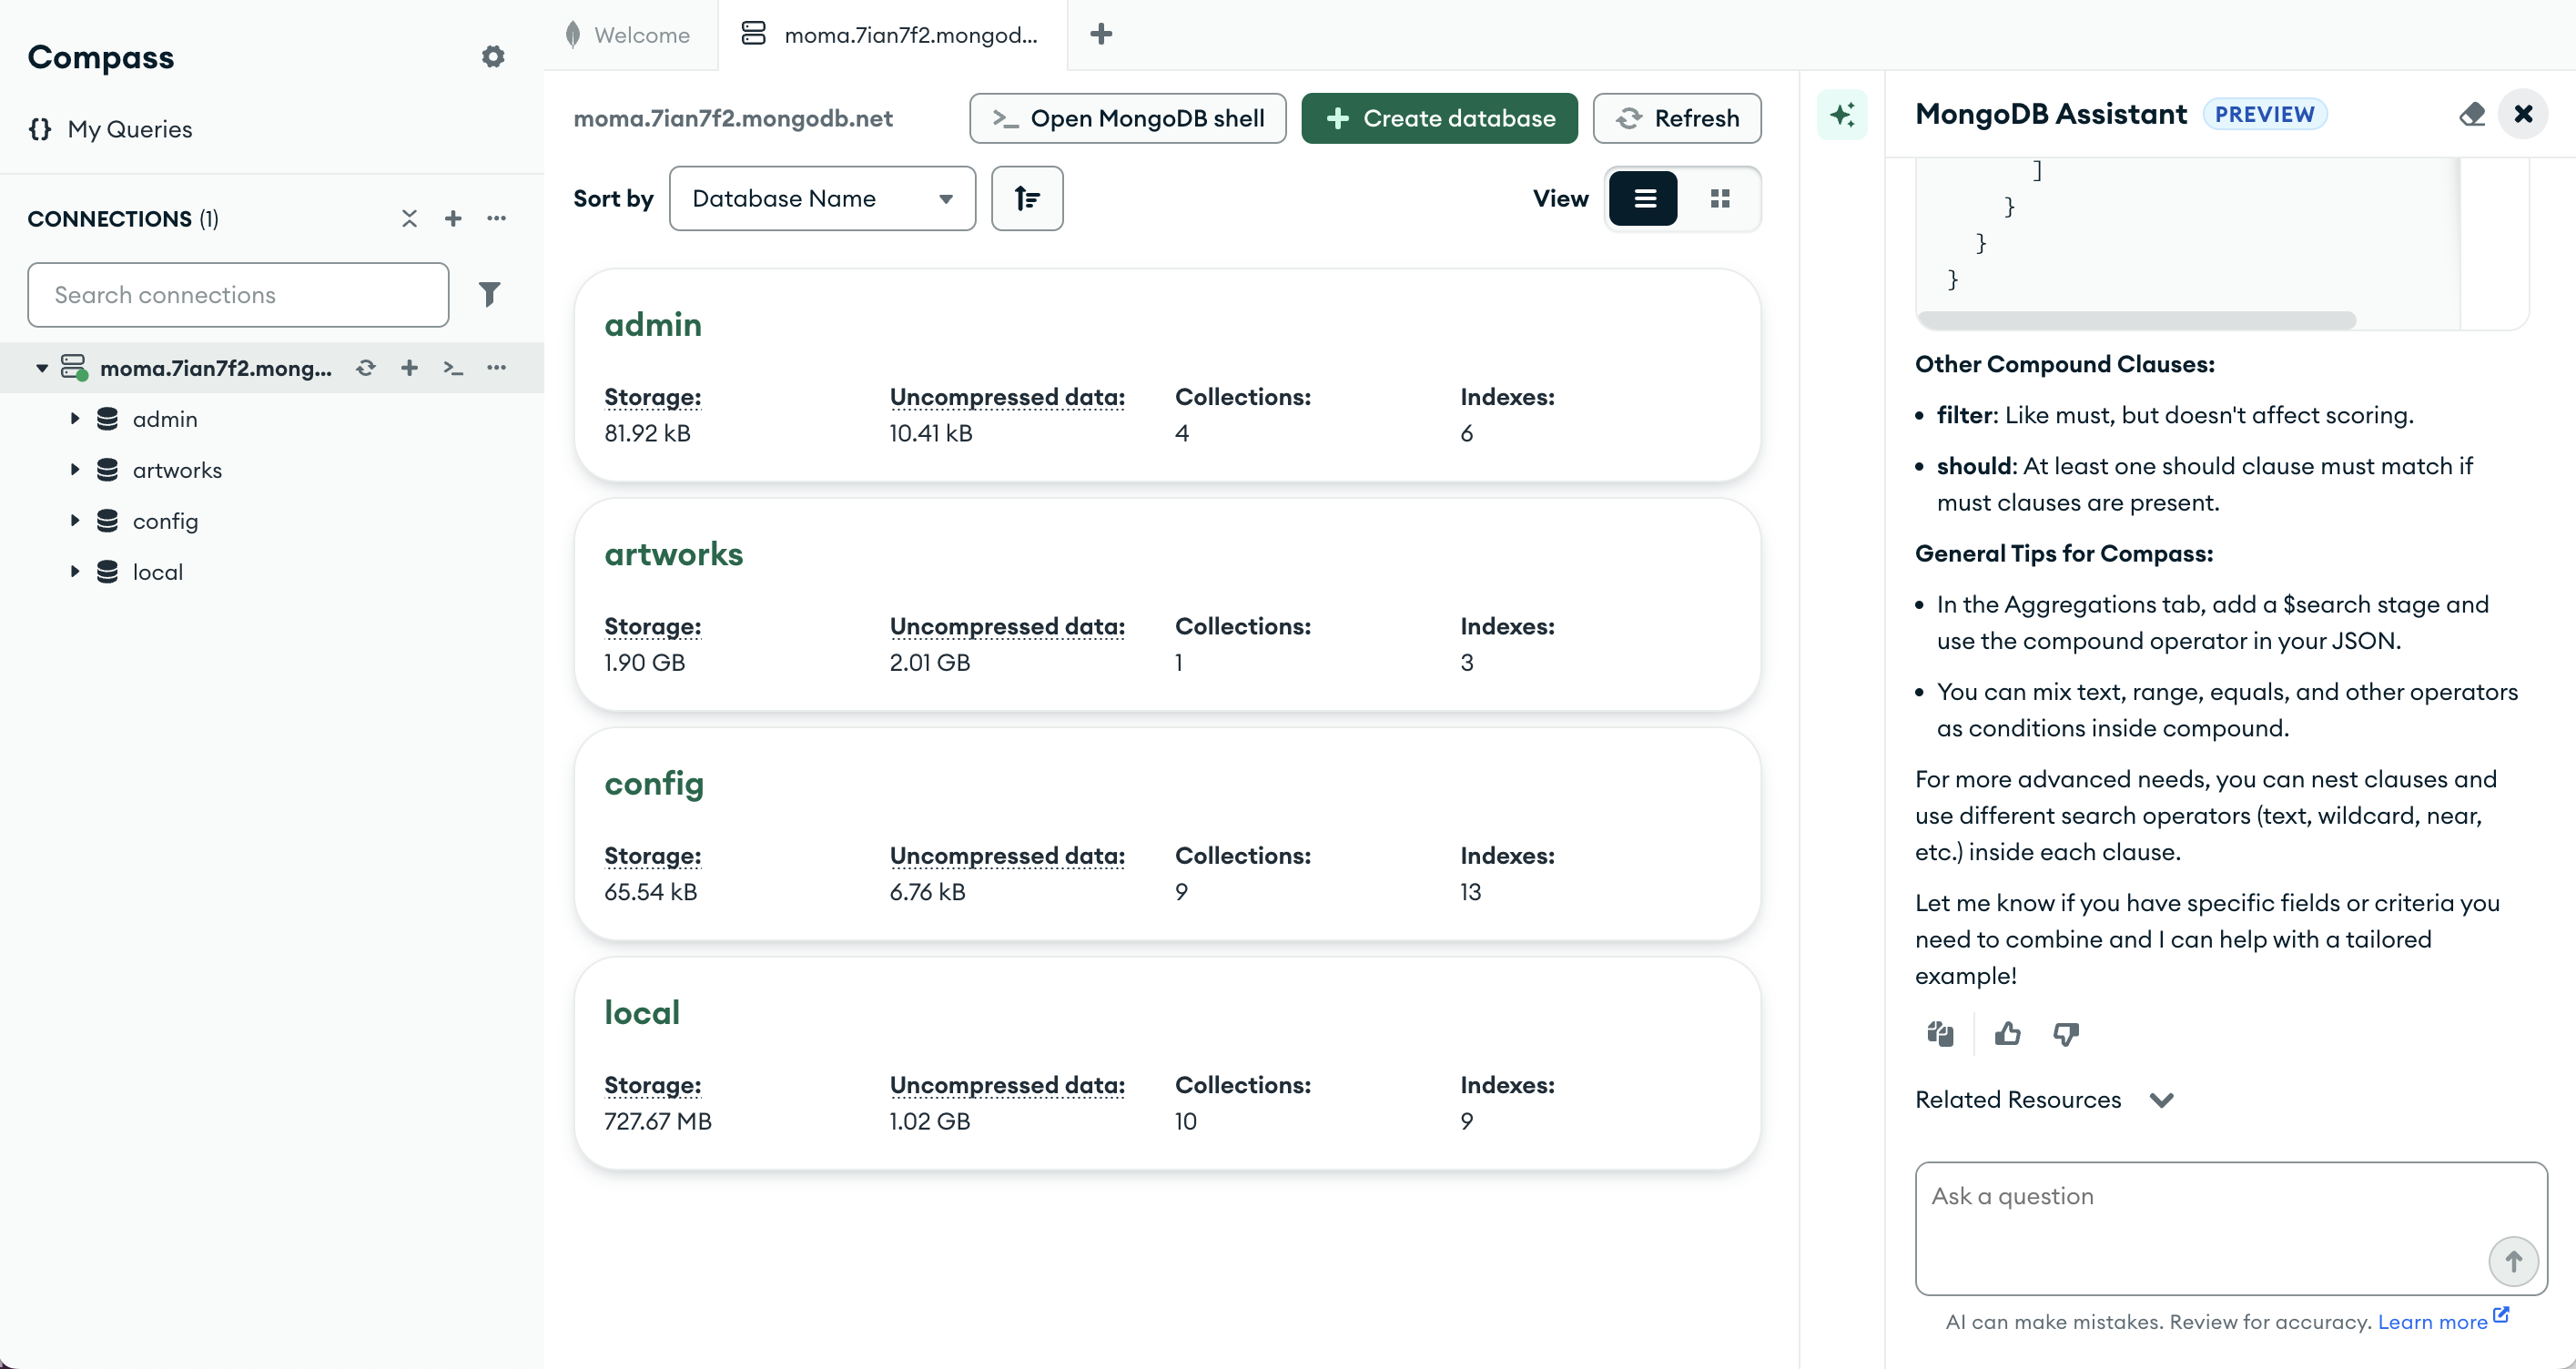 Compass
My Queries
CONNECTIONS (1)
Search connections
moma.7ian7f2.mong...
admin
artworks
config
local
Welcome
moma.7ian7f2.mongod...
moma.7ian7f2.mongodb.net
Open MongoDB shell
Create database
Refresh
Sort by
Database Name
View
admin
Storage: Uncompressed data: Collections: Indexes:
81.92 kB 10.41 kB 4 6
artworks
Storage: Uncompressed data: Collections: Indexes:
1.90 GB 2.01 GB 1 3
config
Storage: Uncompressed data: Collections: Indexes:
65.54 kB 6.76 kB 9 13
local
Storage: Uncompressed data: Collections: Indexes:
727.67 MB 1.02 GB 10 9
MongoDB Assistant PREVIEW
]
}
}
}
Other Compound Clauses:
• filter: Like must, but doesn't affect scoring.
• should: At least one should clause must match if
must clauses are present.
General Tips for Compass:
• In the Aggregations tab, add a $search stage and
use the compound operator in your JSON.
• You can mix text, range, equals, and other operators
as conditions inside compound.
For more advanced needs, you can nest clauses and
use different search operators (text, wildcard, near,
etc.) inside each clause.
Let me know if you have specific fields or criteria you
need to combine and I can help with a tailored
example!
Related Resources
Ask a question
AI can make mistakes. Review for accuracy. Learn more